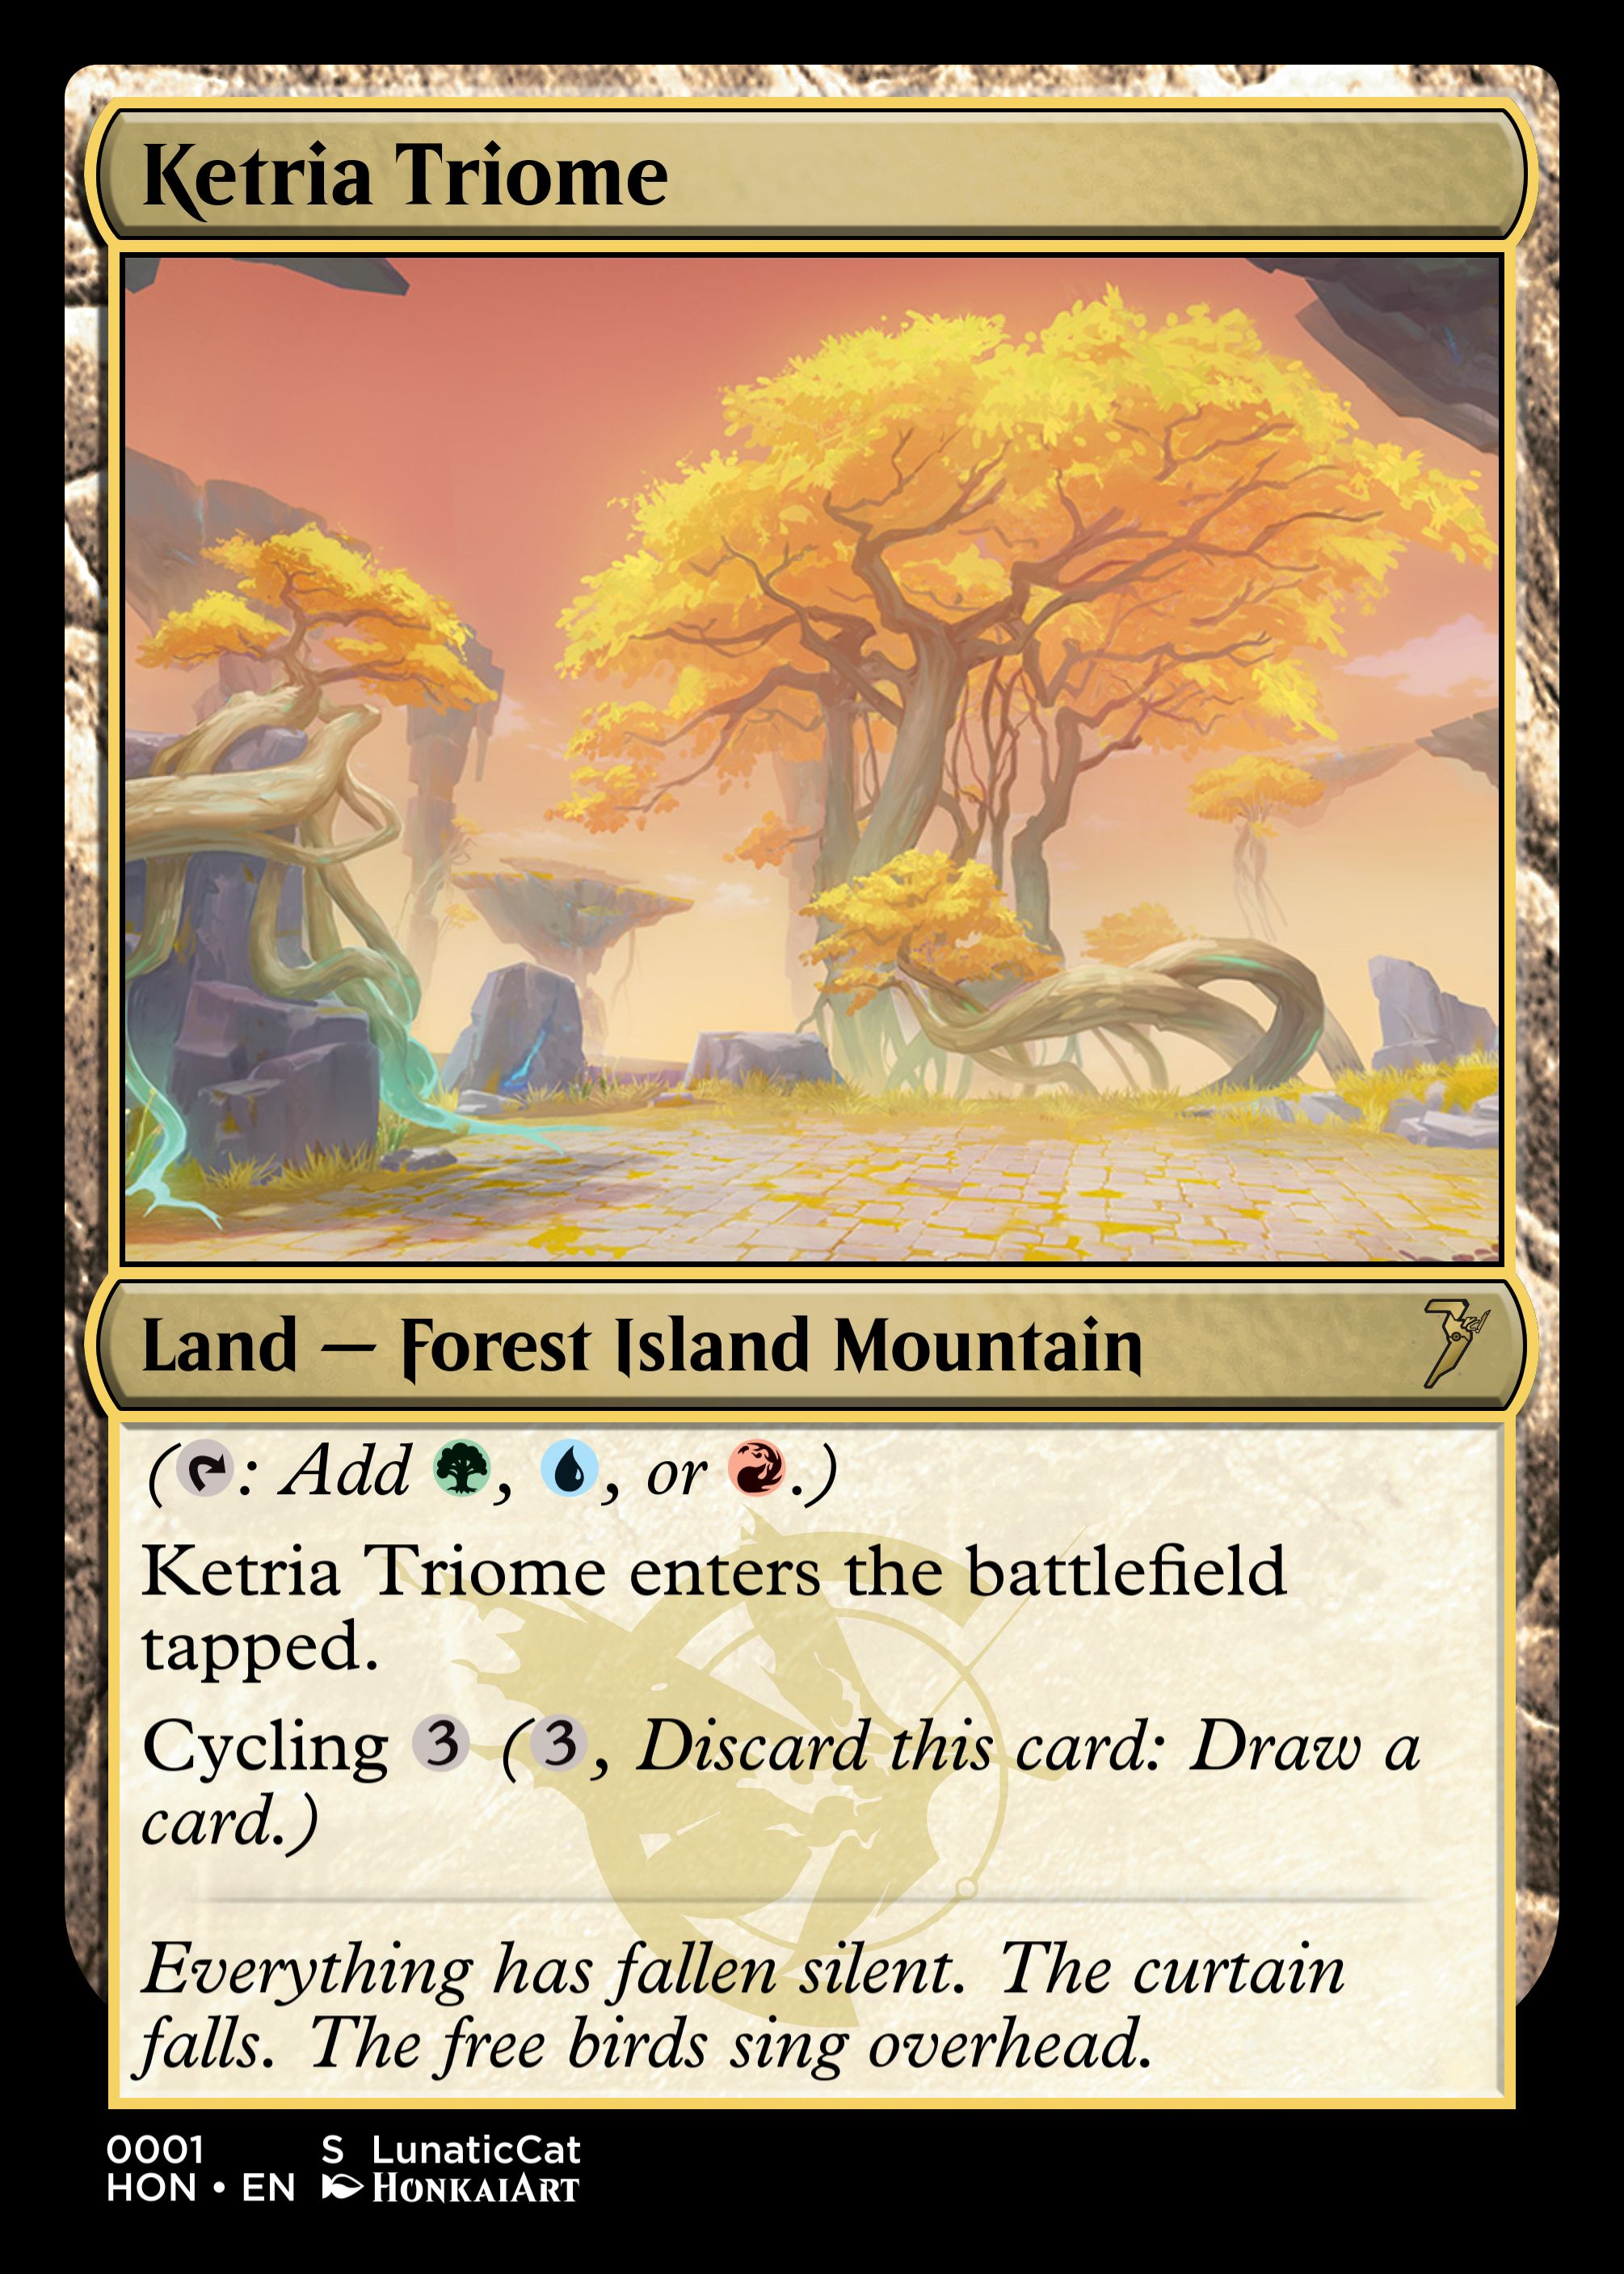 Ketria Triome
Land — Forest Island Mountain
(: Add , , or .)
Ketria Triome enters the battlefield
tapped.
Cycling 3 (3, Discard this card: Draw a
card.)
Everything has fallen silent. The curtain
falls. The free birds sing overhead.
0001 S LunaticCat
HON • EN HonkaiArt